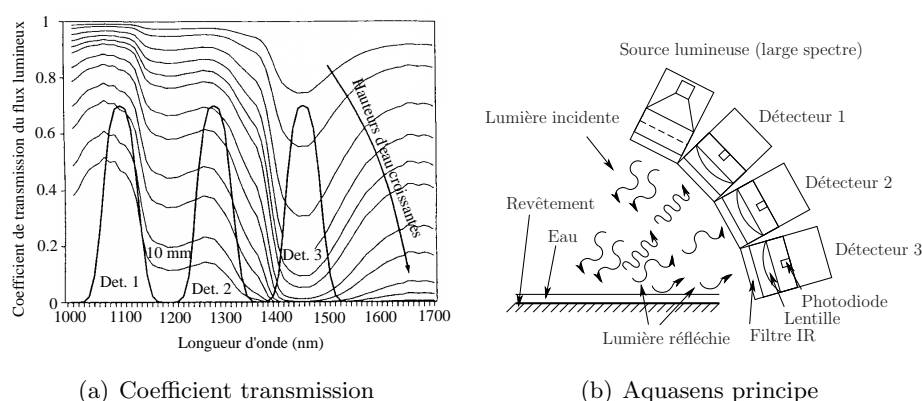 Coefficient de transmission du flux lumineux
1
0.8
0.6
0.4
0.2
0
Hauteurs d'eau croissantes
10 mm
Det. 1
Det. 2
Det. 3
1000 1100 1200 1300 1400 1500 1600 1700
Longueur d'onde (nm)
(a) Coefficient transmission
Source lumineuse (large spectre)
Lumière incidente
Détecteur 1
Détecteur 2
Revêtement
Eau
Détecteur 3
Photodiode
Lentille
Lumière réfléchie
Filtre IR
(b) Aquasens principe